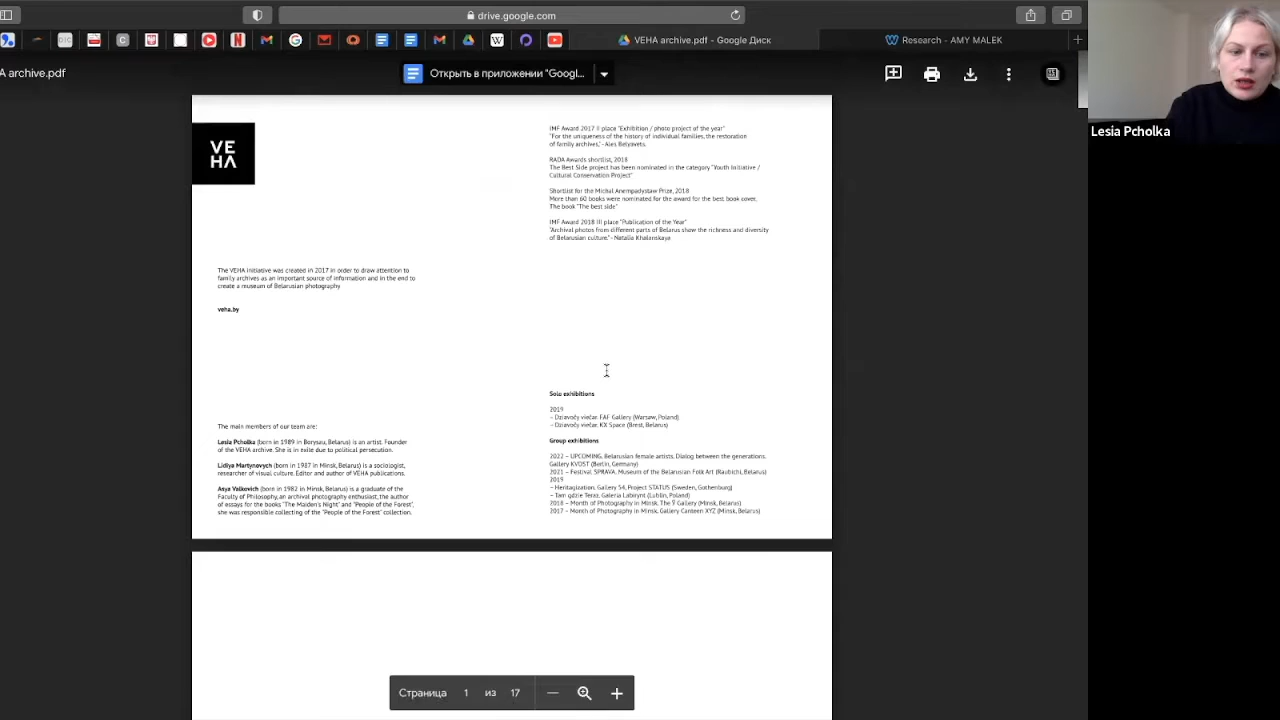 drive.google.com
VEHA archive.pdf - Google Диск
Research - AMY MALEK
A archive.pdf
Открыть в приложении "Googl...
Lesia Pcholka
VE
HA
The VEHA initiative was created in 2017 in order to draw attention to
family archives as an important source of information and in the end to
create a museum of Belarusian photography
veha.by
The main members of our team are:
Lesia Pcholka (born in 1989 in Borysau, Belarus) is an artist. Founder
of the VEHA archive. She is in exile due to political persecution.
Lidiya Martynovych (born in 1987 in Minsk, Belarus) is a sociologist,
researcher of visual culture. Editor and author of VEHA publications.
Asya Valkovich (born in 1982 in Minsk, Belarus) is a graduate of the
Faculty of Philosophy, an archival photography enthusiast, the author
of essays for the books "The Maiden's Night" and "People of the Forest",
she was responsible collecting of the "People of the Forest" collection.
IMF Award 2017 II place "Exhibition / photo project of the year"
"For the uniqueness of the history of individual families, the restoration
of family archives." - Ales Belyavets.
RADA Awards shortlist, 2018
The Best Side project has been nominated in the category "Youth Initiative /
Cultural Conservation Project"
Shortlist for the Michal Anempadystaw Prize, 2018
More than 60 books were nominated for the award for the best book cover,
The book "The best side"
IMF Award 2018 III place "Publication of the Year"
"Archival photos from different parts of Belarus show the richness and diversity
of Belarusian culture." - Natalia Khalanskaya
Solo exhibitions
2019
– Dziavočy viečar. FAF Gallery (Warsaw, Poland)
– Dziavočy viečar. KX Space (Brest, Belarus)
Group exhibitions
2022 – UPCOMING. Belarusian female artists. Dialog between the generations.
Gallery KVOST (Berlin, Germany)
2021 – Festival SPRAVA. Museum of the Belarusian Folk Art (Raubichi, Belarus)
2019
– Heritagization. Gallery 54, Project STATUS (Sweden, Gothenburg)
– Tam gdzie Teraz, Galeria Labirynt (Lublin, Poland)
2018 – Month of Photography in Minsk. The Ў Gallery (Minsk, Belarus)
2017 – Month of Photography in Minsk. Gallery Canteen XYZ (Minsk, Belarus)
Страница 1 из 17